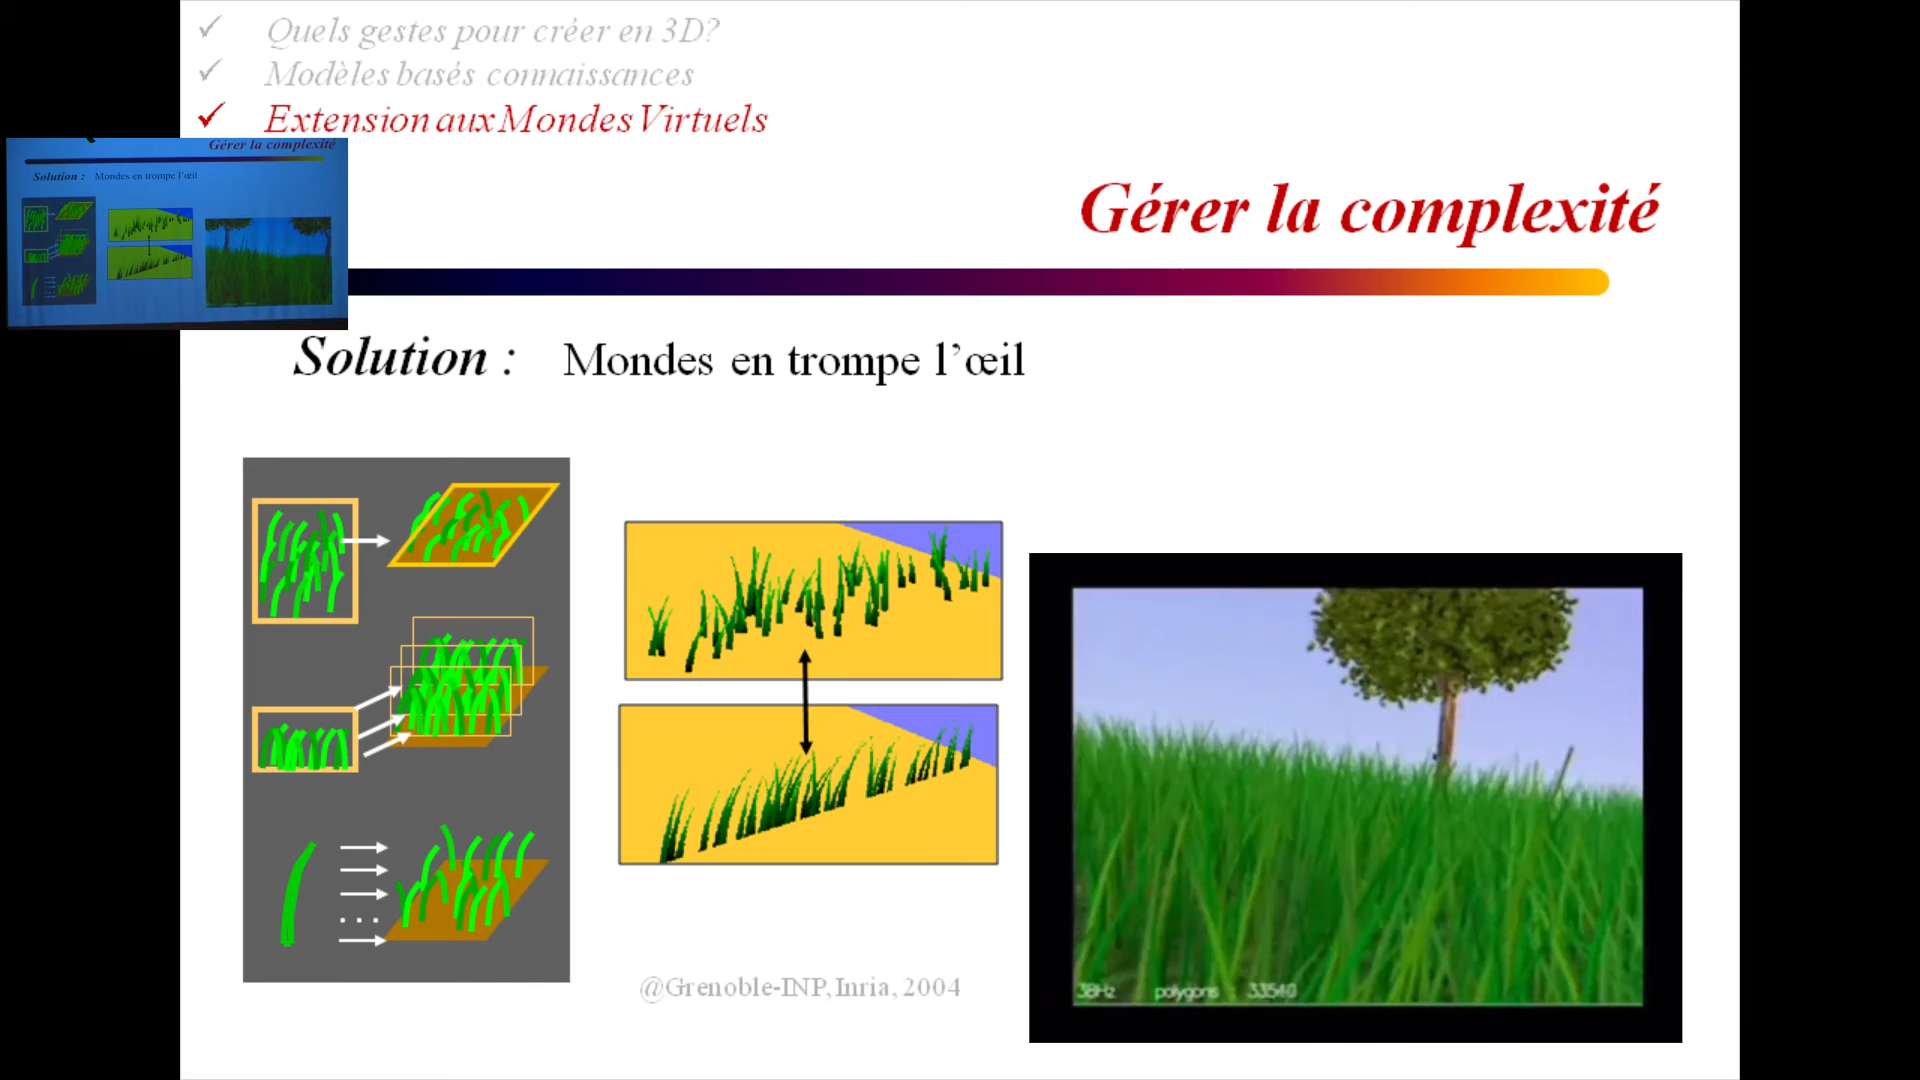 Quels gestes pour créer en 3D?
Modèles basés connaissances
Extension aux Mondes Virtuels
Gérer la complexité
Solution : Mondes en trompe l’œil
Gérer la complexité
Solution : Mondes en trompe l’œil
@Grenoble-INP, Inria, 2004
38Hz polygons : 33540